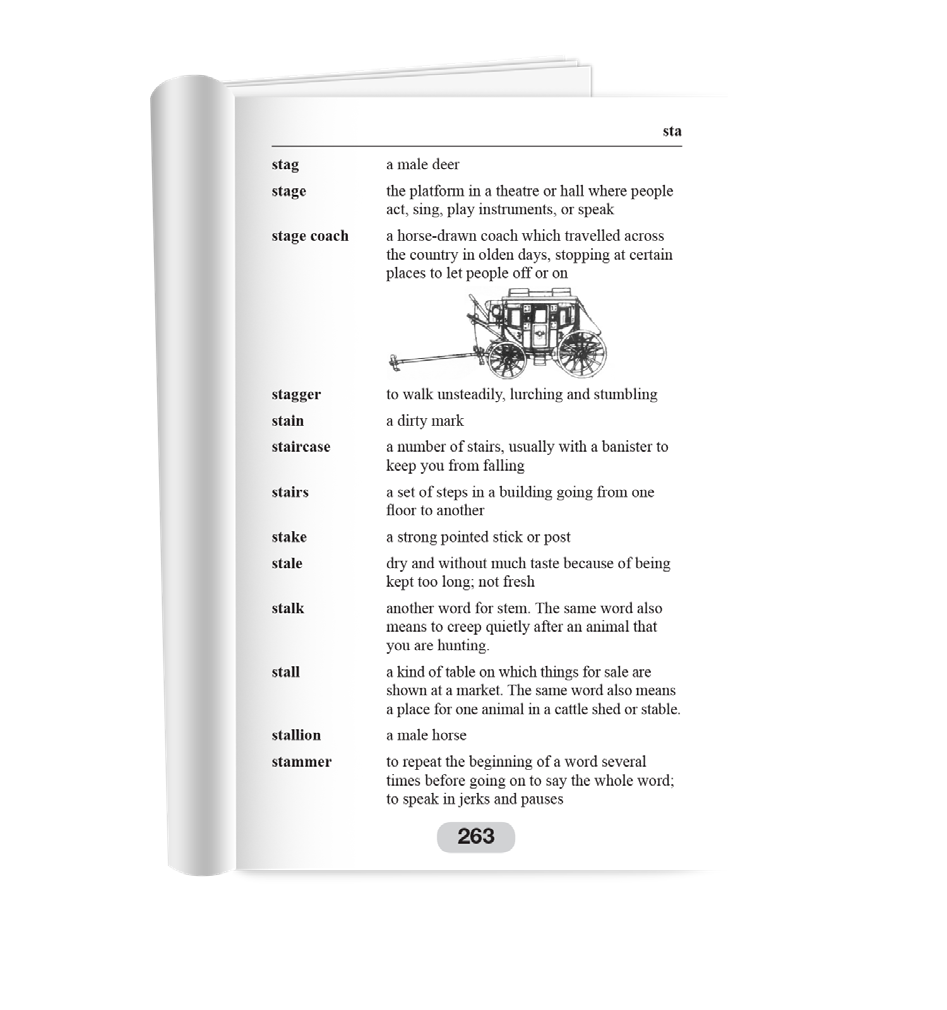 sta
stag a male deer
stage the platform in a theatre or hall where people
act, sing, play instruments, or speak
stage coach a horse-drawn coach which travelled across
the country in olden days, stopping at certain
places to let people off or on
stagger to walk unsteadily, lurching and stumbling
stain a dirty mark
staircase a number of stairs, usually with a banister to
keep you from falling
stairs a set of steps in a building going from one
floor to another
stake a strong pointed stick or post
stale dry and without much taste because of being
kept too long; not fresh
stalk another word for stem. The same word also
means to creep quietly after an animal that
you are hunting.
stall a kind of table on which things for sale are
shown at a market. The same word also means
a place for one animal in a cattle shed or stable.
stallion a male horse
stammer to repeat the beginning of a word several
times before going on to say the whole word;
to speak in jerks and pauses
263